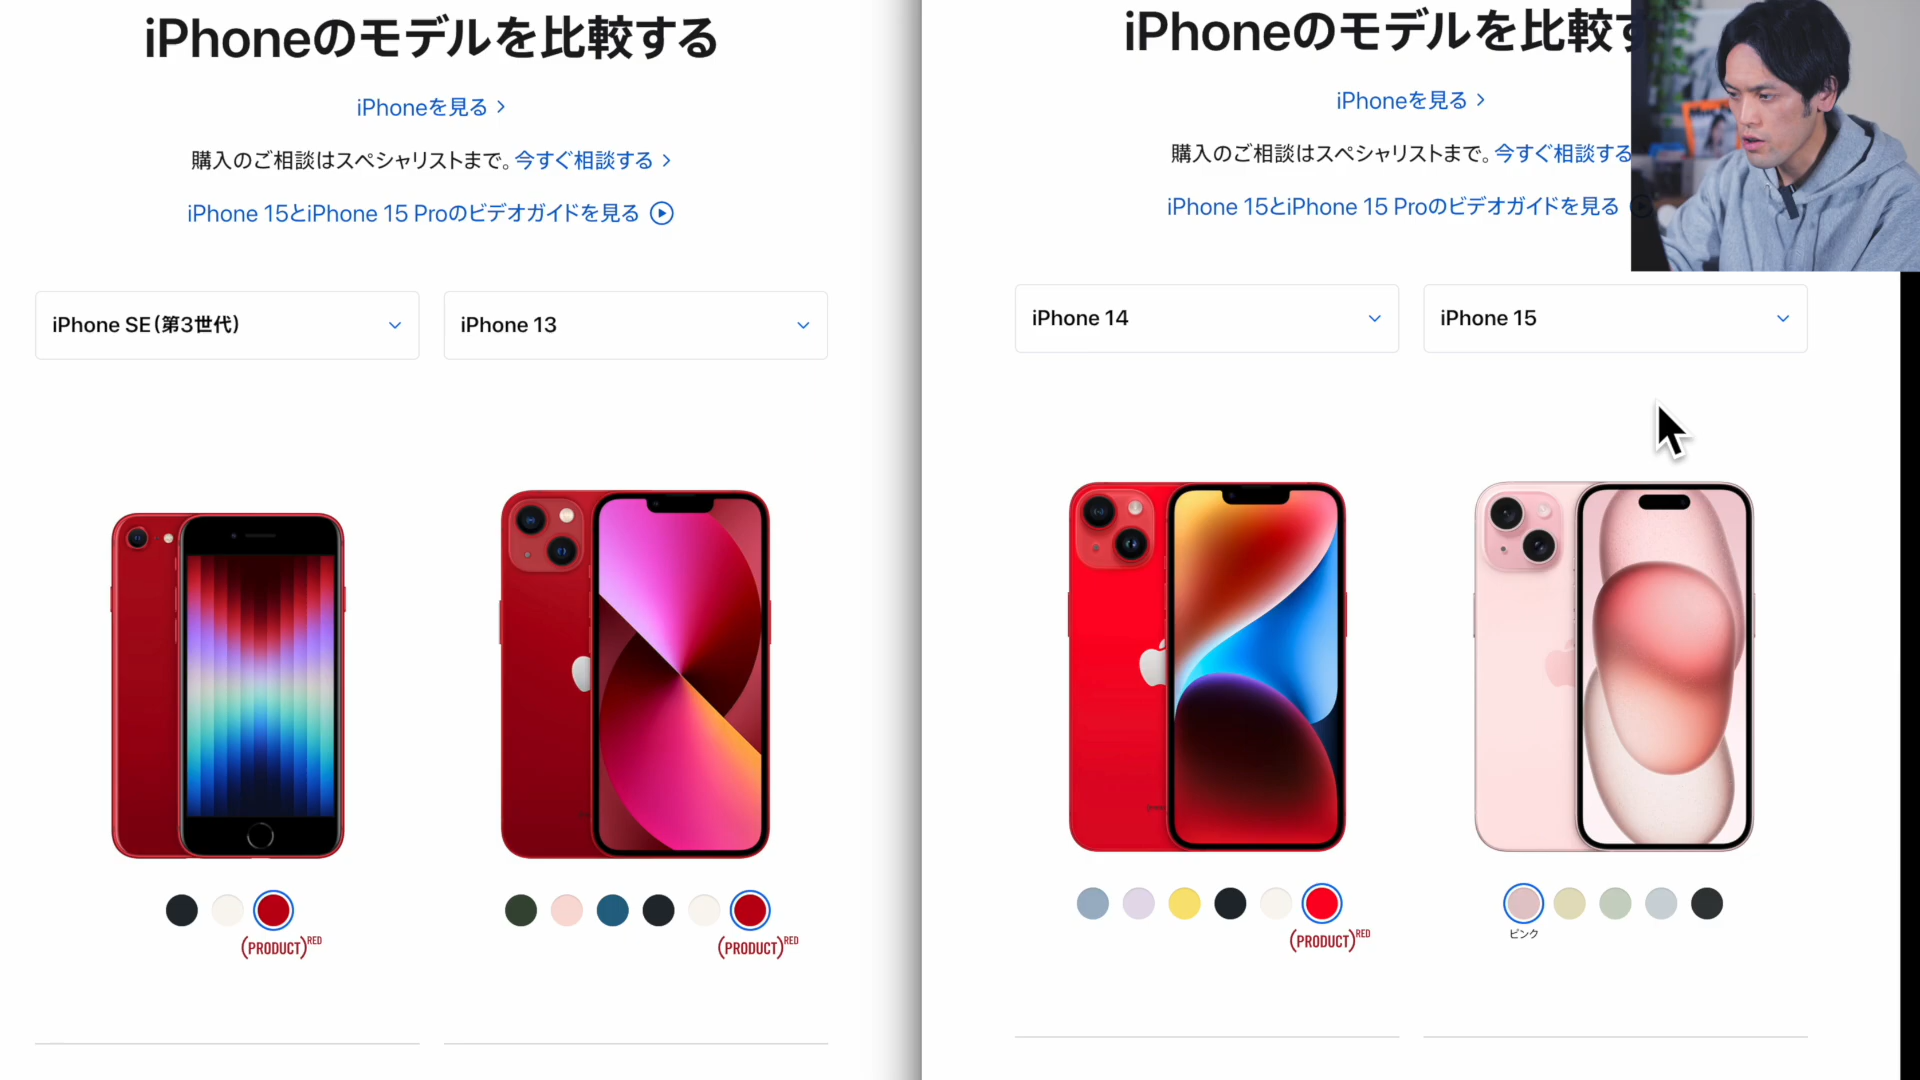 iPhoneのモデルを比較する
iPhoneを見る
購入のご相談はスペシャリストまで。今すぐ相談する
iPhone 15とiPhone 15 Proのビデオガイドを見る
iPhone SE（第3世代）
iPhone 13
(PRODUCT)RED
(PRODUCT)RED
iPhoneのモデルを比較す
iPhoneを見る
購入のご相談はスペシャリストまで。今すぐ相談する
iPhone 15とiPhone 15 Proのビデオガイドを見る
iPhone 14
iPhone 15
(PRODUCT)RED
ピンク